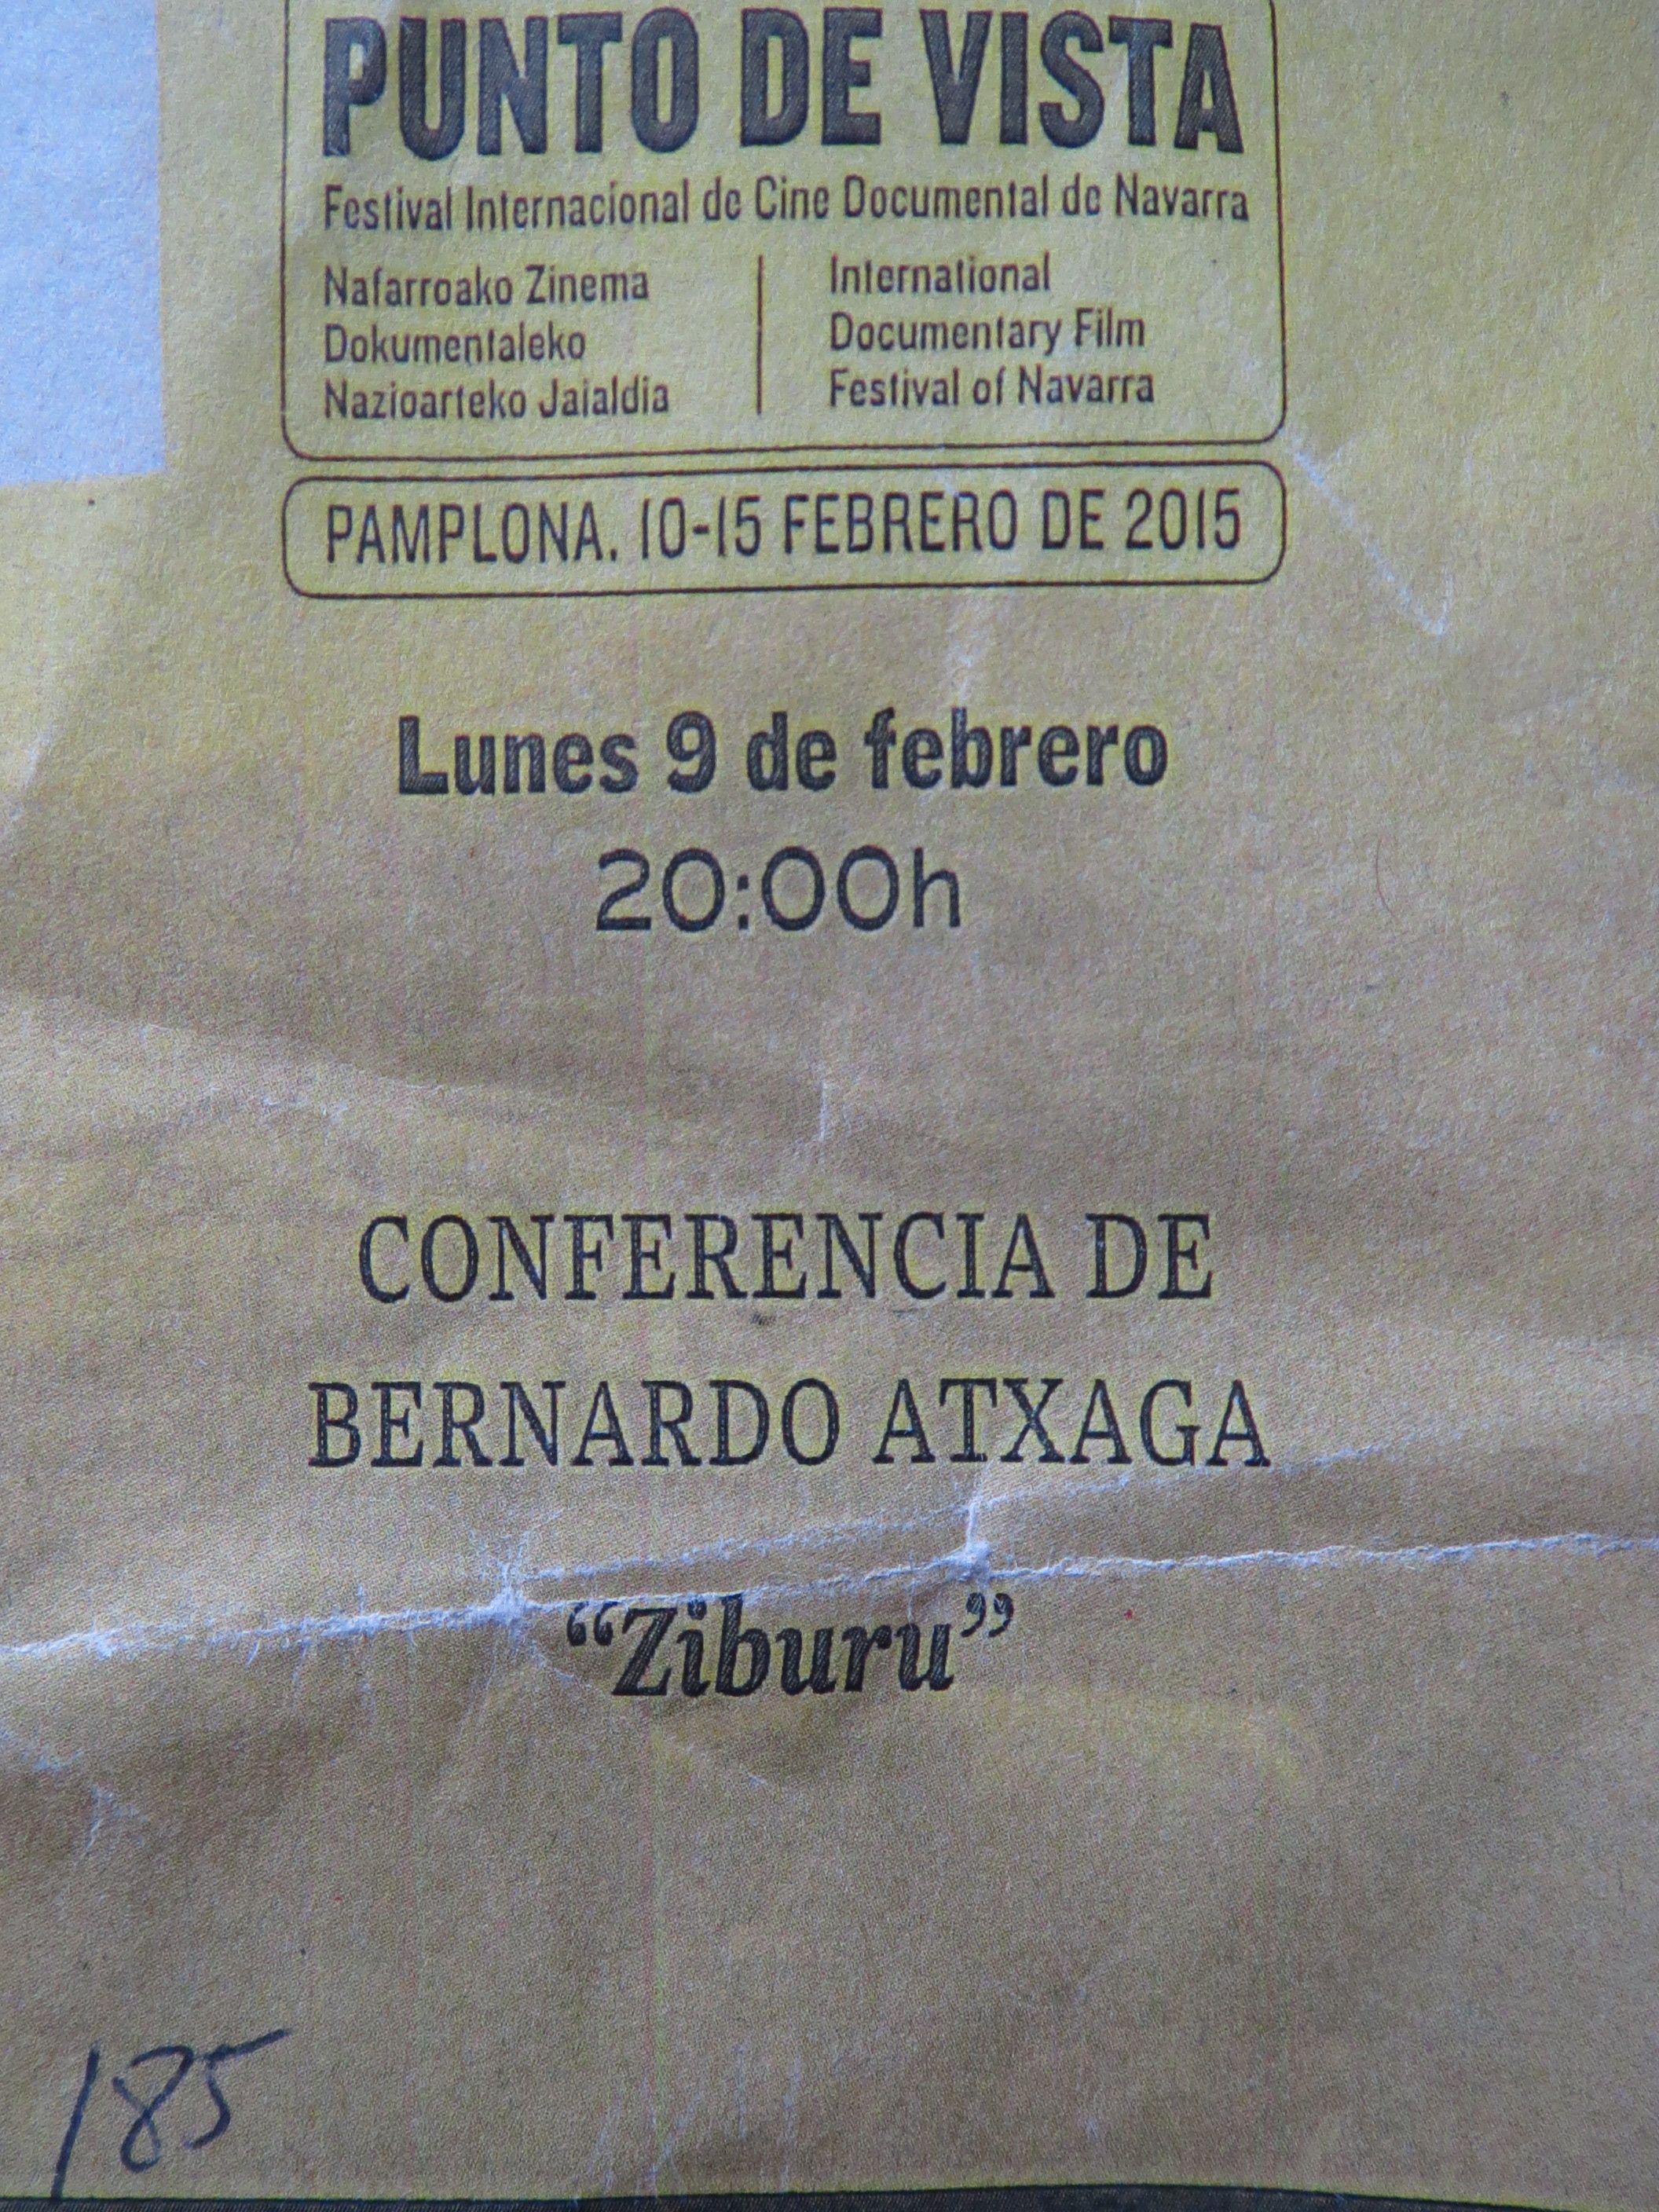 PUNTO DE VISTA
Festival Internacional de Cine Documental de Navarra
Nafarroako Zinema
Dokumentaleko
Nazioarteko Jaialdia
International
Documentary Film
Festival of Navarra
PAMPLONA. 10-15 FEBRERO DE 2015
Lunes 9 de febrero
20:00h
CONFERENCIA DE
BERNARDO ATXAGA
“Ziburu”
185